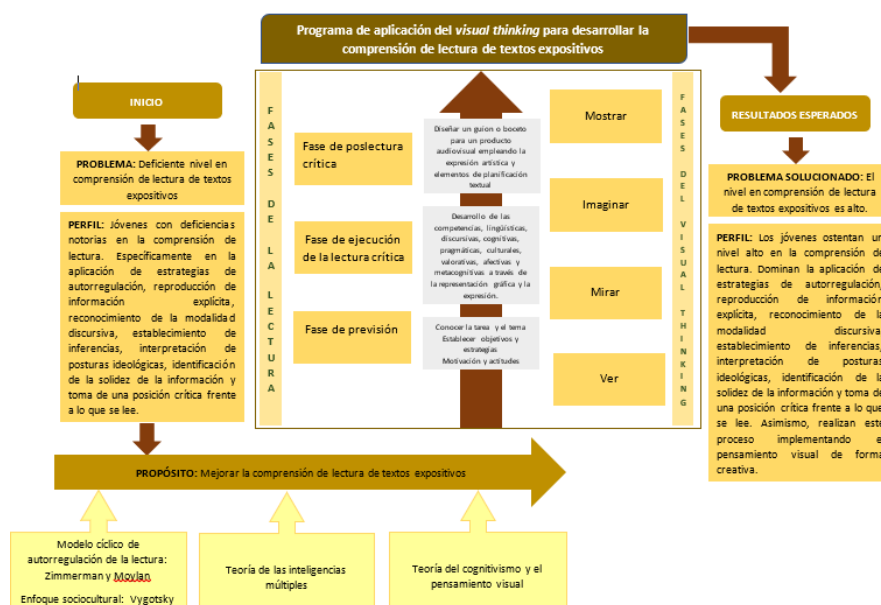 Programa de aplicación del visual thinking para desarrollar la
comprensión de lectura de textos expositivos
INICIO
PROBLEMA: Deficiente nivel en
comprensión de lectura de textos
expositivos
PERFIL: Jóvenes con deficiencias
notorias en la comprensión de
lectura. Específicamente en la
aplicación de estrategias de
autorregulación, reproducción de
información explícita,
reconocimiento de la modalidad
discursiva, establecimiento de
inferencias, interpretación de
posturas ideológicas, identificación
de la solidez de la información y
toma de una posición crítica frente
a lo que se lee.
FASES DE LA LECTURA
Fase de poslectura
crítica
Fase de ejecución
de la lectura crítica
Fase de previsión
Diseñar un guion o boceto
para un producto
audiovisual empleando la
expresión artística y
elementos de planificación
textual
Desarrollo de las
competencias, lingüísticas,
discursivas, cognitivas,
pragmáticas, culturales,
valorativas, afectivas y
metacognitivas a través de
la representación gráfica y la
expresión.
Conocer la tarea y el tema
Establecer objetivos y
estrategias
Motivación y actitudes
Mostrar
Imaginar
Mirar
Ver
FASES DEL VISUAL THINKING
RESULTADOS ESPERADOS
PROBLEMA SOLUCIONADO: El
nivel en comprensión de lectura
de textos expositivos es alto.
PERFIL: Los jóvenes ostentan un
nivel alto en la comprensión de
lectura. Dominan la aplicación de
estrategias de autorregulación,
reproducción de información
explícita, reconocimiento de la
modalidad discursiva,
establecimiento de inferencias,
interpretación de posturas
ideológicas, identificación de la
solidez de la información y toma de
una posición crítica frente a lo que
se lee. Asimismo, realizan este
proceso implementando el
pensamiento visual de forma
creativa.
PROPÓSITO: Mejorar la comprensión de lectura de textos expositivos
Modelo cíclico de
autorregulación de la lectura:
Zimmerman y Moylan
Enfoque sociocultural: Vygotsky
Teoría de las inteligencias
múltiples
Teoría del cognitivismo y el
pensamiento visual